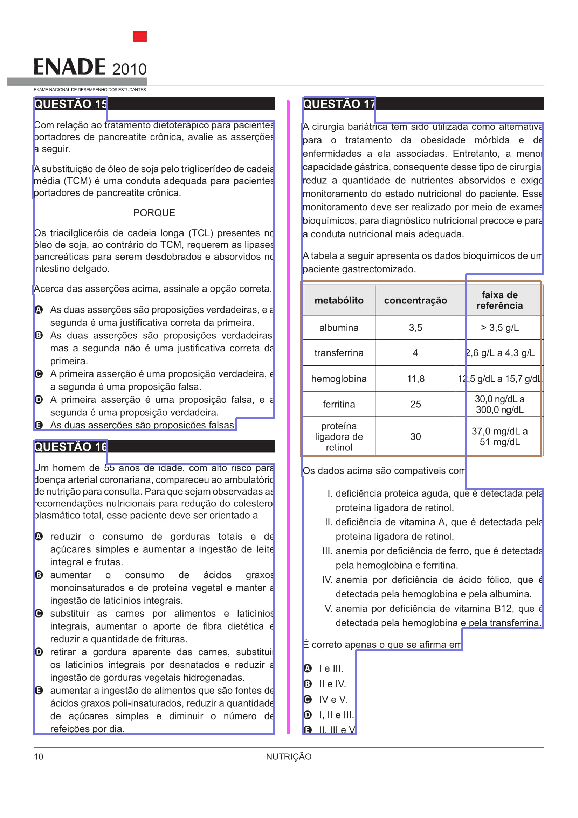 ENADE 2010
EXAME NACIONAL DE DESEMPENHO DOS ESTUDANTES
QUESTÃO 15
Com relação ao tratamento dietoterápico para pacientes
portadores de pancreatite crônica, avalie as asserções
a seguir.
A substituição de óleo de soja pelo triglicerídeo de cadeia
média (TCM) é uma conduta adequada para pacientes
portadores de pancreatite crônica.
PORQUE
Os triacilgliceróis de cadeia longa (TCL) presentes no
óleo de soja, ao contrário do TCM, requerem as lipases
pancreáticas para serem desdobrados e absorvidos no
intestino delgado.
Acerca das asserções acima, assinale a opção correta.
A As duas asserções são proposições verdadeiras, e a
segunda é uma justificativa correta da primeira.
B As duas asserções são proposições verdadeiras,
mas a segunda não é uma justificativa correta da
primeira.
C A primeira asserção é uma proposição verdadeira, e
a segunda é uma proposição falsa.
D A primeira asserção é uma proposição falsa, e a
segunda é uma proposição verdadeira.
E As duas asserções são proposições falsas.
QUESTÃO 16
Um homem de 55 anos de idade, com alto risco para
doença arterial coronariana, compareceu ao ambulatório
de nutrição para consulta. Para que sejam observadas as
recomendações nutricionais para redução do colesterol
plasmático total, esse paciente deve ser orientado a
A reduzir o consumo de gorduras totais e de
açúcares simples e aumentar a ingestão de leite
integral e frutas.
B aumentar o consumo de ácidos graxos
monoinsaturados e de proteína vegetal e manter a
ingestão de laticínios integrais.
C substituir as carnes por alimentos e laticínios
integrais, aumentar o aporte de fibra dietética e
reduzir a quantidade de frituras.
D retirar a gordura aparente das carnes, substituir
os laticínios integrais por desnatados e reduzir a
ingestão de gorduras vegetais hidrogenadas.
E aumentar a ingestão de alimentos que são fontes de
ácidos graxos poli-insaturados, reduzir a quantidade
de açúcares simples e diminuir o número de
refeições por dia.
QUESTÃO 17
A cirurgia bariátrica tem sido utilizada como alternativa
para o tratamento da obesidade mórbida e de
enfermidades a ela associadas. Entretanto, a menor
capacidade gástrica, consequente desse tipo de cirurgia,
reduz a quantidade de nutrientes absorvidos e exige
monitoramento do estado nutricional do paciente. Esse
monitoramento deve ser realizado por meio de exames
bioquímicos, para diagnóstico nutricional precoce e para
a conduta nutricional mais adequada.
A tabela a seguir apresenta os dados bioquímicos de um
paciente gastrectomizado.
metabólito concentração faixa de
referência
albumina 3,5 > 3,5 g/L
transferrina 4 2,6 g/L a 4,3 g/L
hemoglobina 11,8 12,5 g/dL a 15,7 g/dL
ferritina 25 30,0 ng/dL a
300,0 ng/dL
proteína
ligadora de
retinol 30 37,0 mg/dL a
51 mg/dL
Os dados acima são compatíveis com
I. deficiência proteica aguda, que é detectada pela
proteína ligadora de retinol.
II. deficiência de vitamina A, que é detectada pela
proteína ligadora de retinol.
III. anemia por deficiência de ferro, que é detectada
pela hemoglobina e ferritina.
IV. anemia por deficiência de ácido fólico, que é
detectada pela hemoglobina e pela albumina.
V. anemia por deficiência de vitamina B12, que é
detectada pela hemoglobina e pela transferrina.
É correto apenas o que se afirma em
A I e III.
B II e IV.
C IV e V.
D I, II e III.
E II, III e V.
10
NUTRIÇÃO